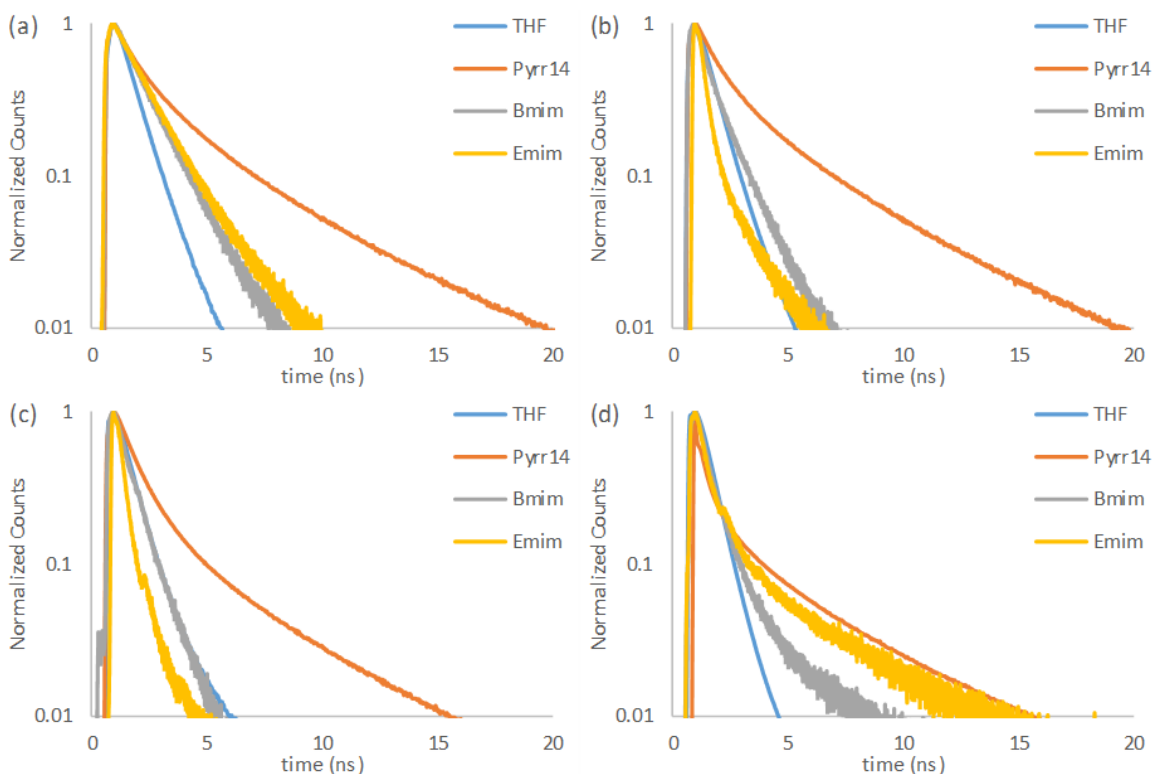 (a)
1
0.1
0.01
Normalized Counts
0 5 10 15 20
time (ns)
THF
Pyrr14
Bmim
Emim
(b)
1
0.1
0.01
Normalized Counts
0 5 10 15 20
time (ns)
THF
Pyrr14
Bmim
Emim
(c)
1
0.1
0.01
Normalized Counts
0 5 10 15 20
time (ns)
THF
Pyrr14
Bmim
Emim
(d)
1
0.1
0.01
Normalized Counts
0 5 10 15 20
time (ns)
THF
Pyrr14
Bmim
Emim